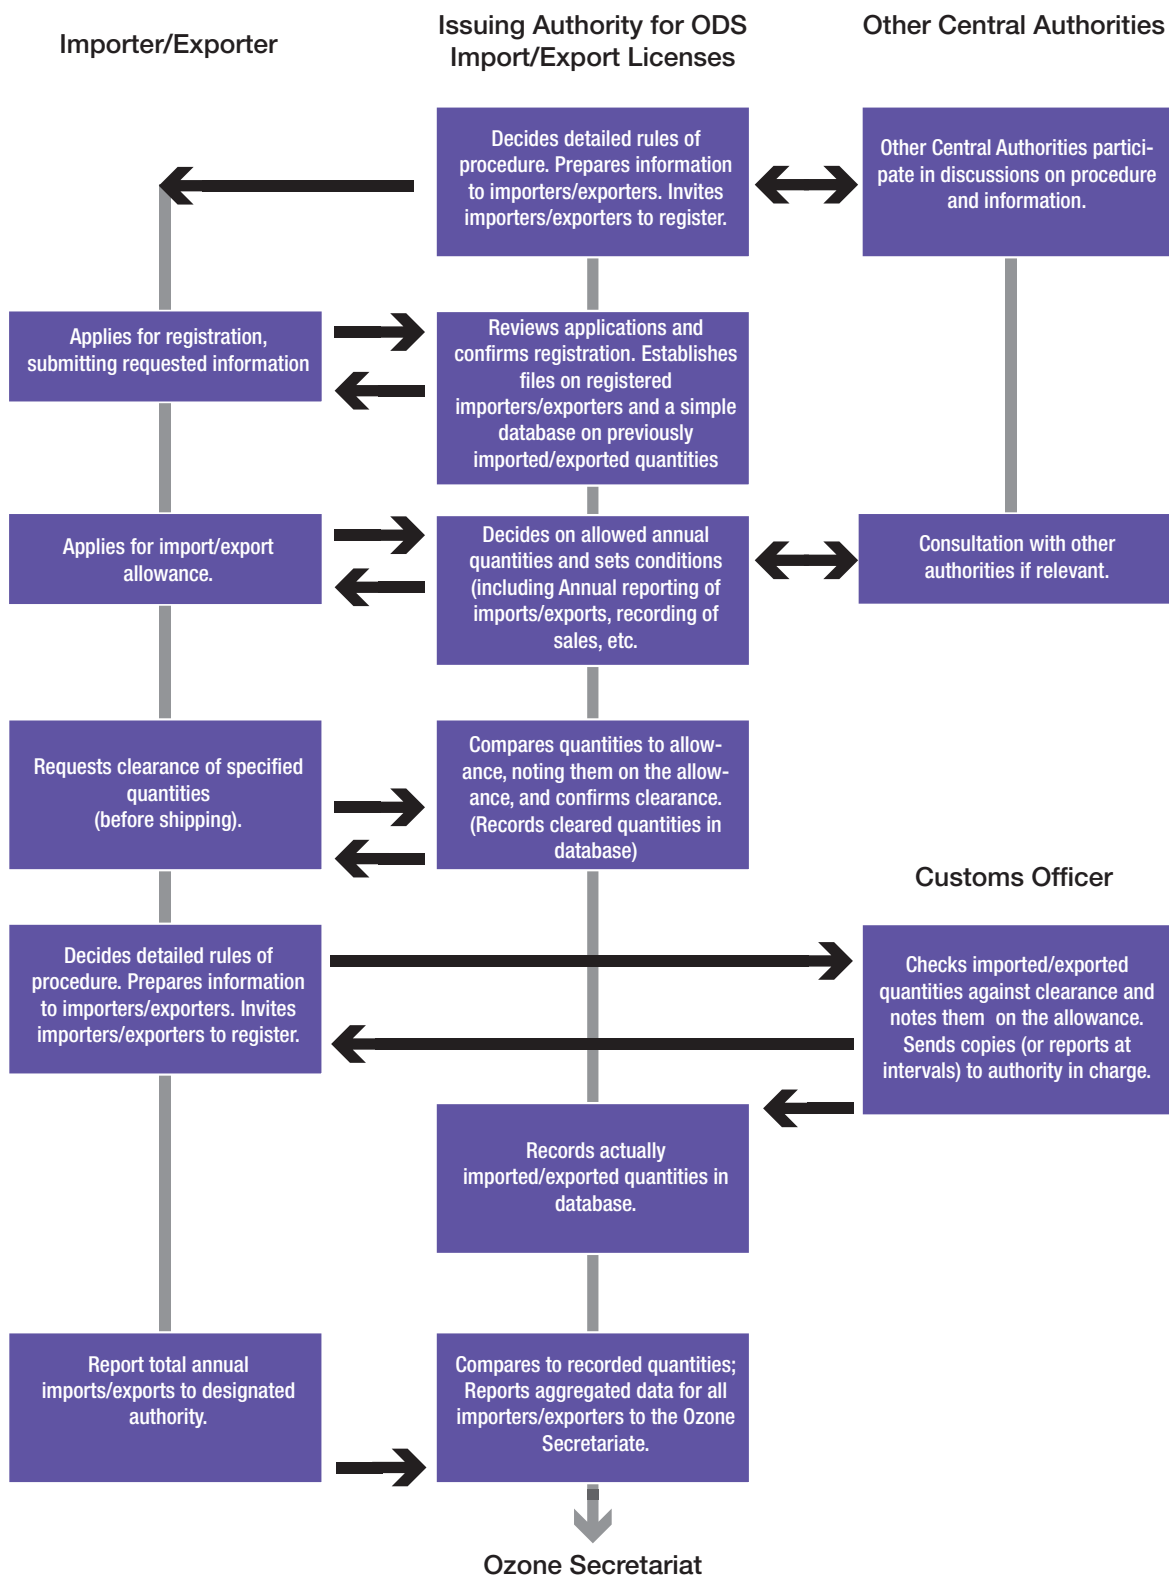 Importer/Exporter
Issuing Authority for ODS
Import/Export Licenses
Other Central Authorities
Decides detailed rules of
procedure. Prepares information
to importers/exporters. Invites
importers/exporters to register.
Other Central Authorities partici-
pate in discussions on procedure
and information.
Applies for registration,
submitting requested information
Reviews applications and
confirms registration. Establishes
files on registered
importers/exporters and a simple
database on previously
imported/exported quantities
Applies for import/export
allowance.
Decides on allowed annual
quantities and sets conditions
(including Annual reporting of
imports/exports, recording of
sales, etc.
Consultation with other
authorities if relevant.
Requests clearance of specified
quantities
(before shipping).
Compares quantities to allow-
ance, noting them on the allow-
ance, and confirms clearance.
(Records cleared quantities in
database)
Customs Officer
Decides detailed rules of
procedure. Prepares information
to importers/exporters. Invites
importers/exporters to register.
Checks imported/exported
quantities against clearance and
notes them  on the allowance.
Sends copies (or reports at
intervals) to authority in charge.
Records actually
imported/exported quantities in
database.
Report total annual
imports/exports to designated
authority.
Compares to recorded quantities;
Reports aggregated data for all
importers/exporters to the Ozone
Secretariate.
Ozone Secretariat